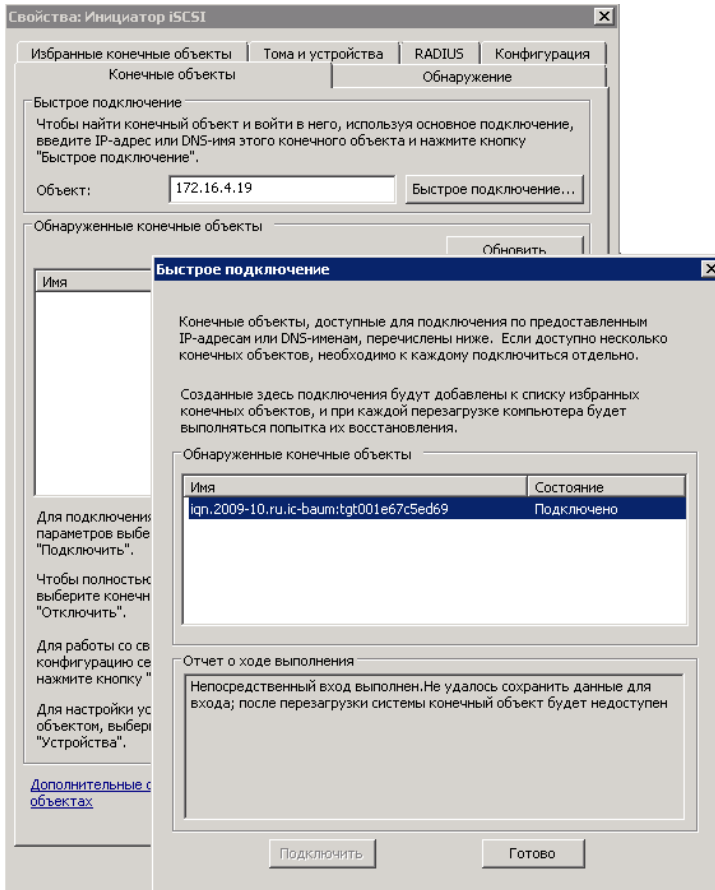 Свойства: Инициатор iSCSI
Избранные конечные объекты
Тома и устройства
RADIUS
Конфигурация
Конечные объекты
Обнаружение
Быстрое подключение
Чтобы найти конечный объект и войти в него, используя основное подключение,
введите IP-адрес или DNS-имя этого конечного объекта и нажмите кнопку
"Быстрое подключение".
Объект:
172.16.4.19
Быстрое подключение...
Обнаруженные конечные объекты
Обновить
Имя
Для подключения
параметров выбе
"Подключить".
Чтобы полностью
выберите конечн
"Отключить".
Для работы со св
конфигурацию се
нажмите кнопку "
Для настройки ус
объектом, выбери
"Устройства".
Дополнительные с
объектах
Быстрое подключение
Конечные объекты, доступные для подключения по предоставленным
IP-адресам или DNS-именам, перечислены ниже. Если доступно несколько
конечных объектов, необходимо к каждому подключиться отдельно.
Созданные здесь подключения будут добавлены к списку избранных
конечных объектов, и при каждой перезагрузке компьютера будет
выполняться попытка их восстановления.
Обнаруженные конечные объекты
Имя
Состояние
iqn.2009-10.ru.ic-baum:tgt001e67c5ed69
Подключено
Отчет о ходе выполнения
Непосредственный вход выполнен.Не удалось сохранить данные для
входа; после перезагрузки системы конечный объект будет недоступен
Подключить
Готово